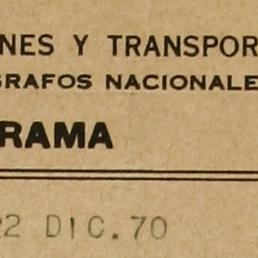 NES Y TRANSPOR
GRAFOS NACIONALE
RAMA
22 DIC. 70